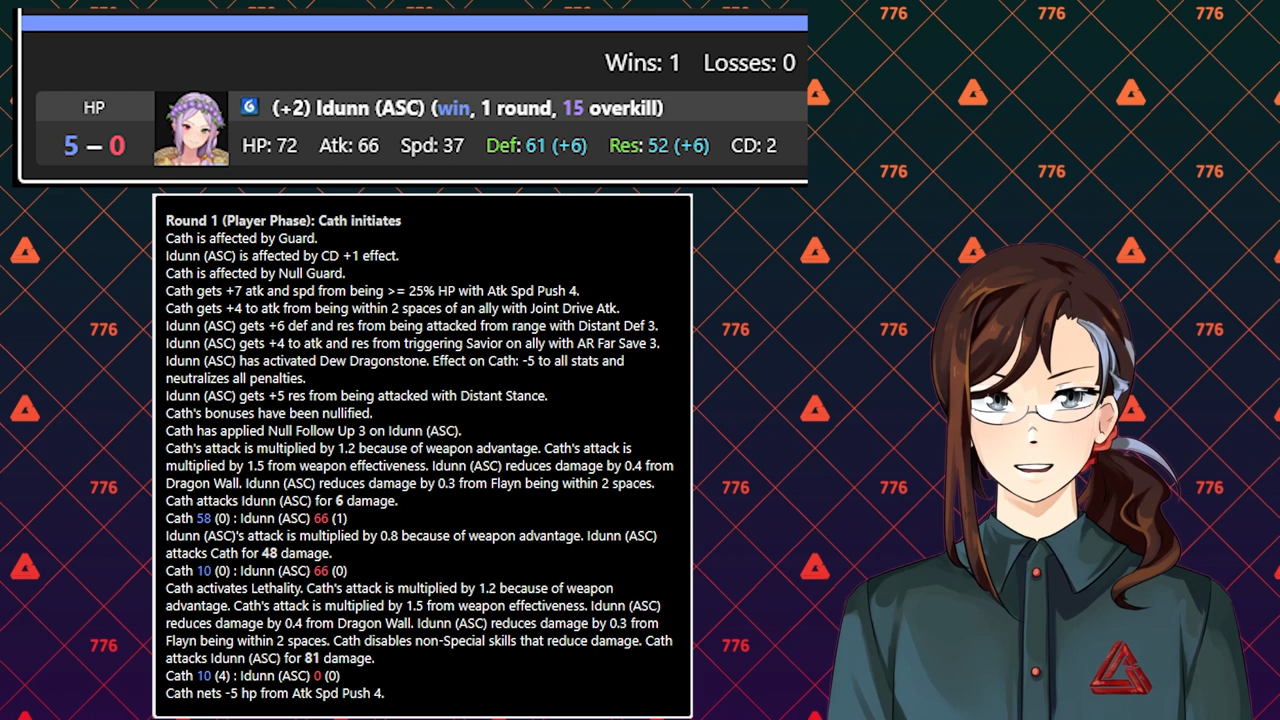 776 776 776
Wins: 1 Losses: 0
HP
(+2) Idunn (ASC) (win, 1 round, 15 overkill)
5 – 0
HP: 72 Atk: 66 Spd: 37 Def: 61 (+6) Res: 52 (+6) CD: 2
776 776 776
Round 1 (Player Phase): Cath initiates
Cath is affected by Guard.
Idunn (ASC) is affected by CD +1 effect.
Cath is affected by Null Guard.
Cath gets +7 atk and spd from being >= 25% HP with Atk Spd Push 4.
Cath gets +4 to atk from being within 2 spaces of an ally with Joint Drive Atk.
Idunn (ASC) gets +6 def and res from being attacked from range with Distant Def 3.
776 776 776
Idunn (ASC) gets +4 to atk and res from triggering Savior on ally with AR Far Save 3.
Idunn (ASC) has activated Dew Dragonstone. Effect on Cath: -5 to all stats and
neutralizes all penalties.
Idunn (ASC) gets +5 res from being attacked with Distant Stance.
Cath's bonuses have been nullified.
Cath has applied Null Follow Up 3 on Idunn (ASC).
Cath's attack is multiplied by 1.2 because of weapon advantage. Cath's attack is
multiplied by 1.5 from weapon effectiveness. Idunn (ASC) reduces damage by 0.4 from
Dragon Wall. Idunn (ASC) reduces damage by 0.3 from Flayn being within 2 spaces.
776 776 776 776
Cath attacks Idunn (ASC) for 6 damage.
Cath 58 (0) : Idunn (ASC) 66 (1)
Idunn (ASC)'s attack is multiplied by 0.8 because of weapon advantage. Idunn (ASC)
attacks Cath for 48 damage.
Cath 10 (0) : Idunn (ASC) 66 (0)
Cath activates Lethality. Cath's attack is multiplied by 1.2 because of weapon
advantage. Cath's attack is multiplied by 1.5 from weapon effectiveness. Idunn (ASC)
reduces damage by 0.4 from Dragon Wall. Idunn (ASC) reduces damage by 0.3 from
Flayn being within 2 spaces. Cath disables non-Special skills that reduce damage. Cath
776 776
attacks Idunn (ASC) for 81 damage.
Cath 10 (4) : Idunn (ASC) 0 (0)
Cath nets -5 hp from Atk Spd Push 4.